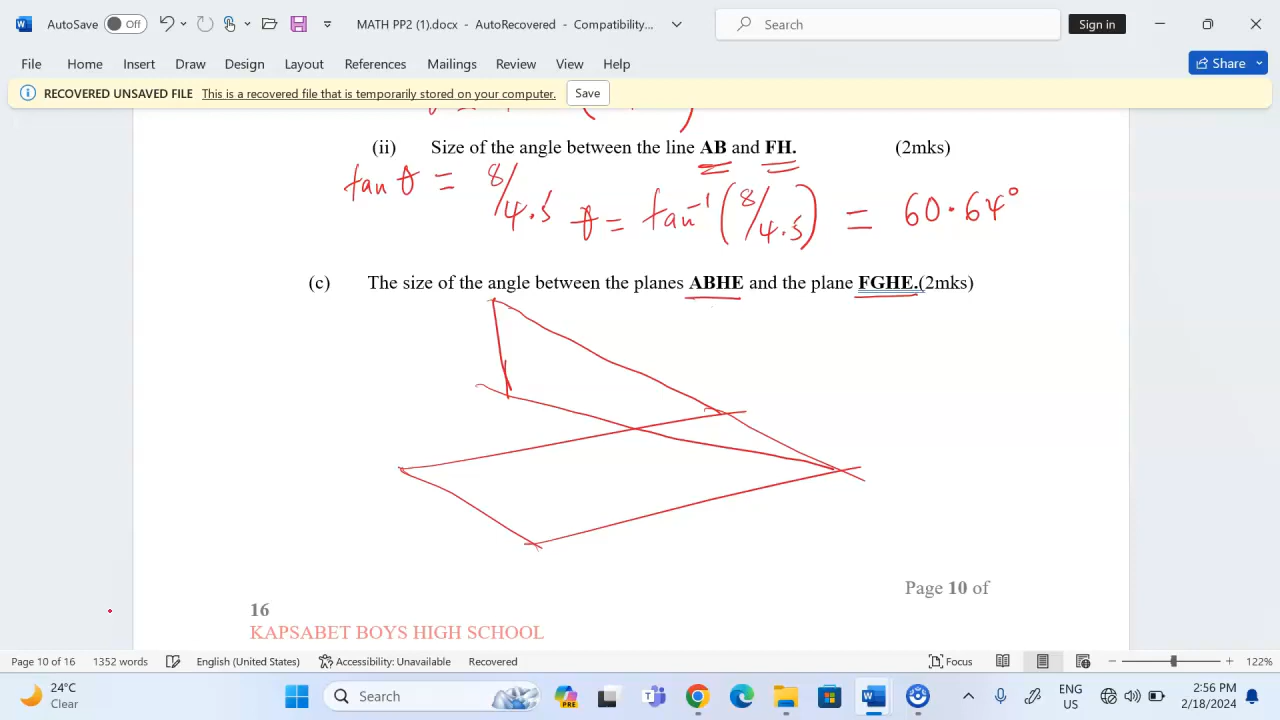 AutoSave Off MATH PP2 (1).docx - AutoRecovered - Compatibility... Search Sign in
File Home Insert Draw Design Layout References Mailings Review View Help Share
RECOVERED UNSAVED FILE This is a recovered file that is temporarily stored on your computer. Save
(ii) Size of the angle between the line AB and FH. (2mks)
tan θ = 8/4.5 θ = tan⁻¹ (8/4.5) = 60.64°
(c) The size of the angle between the planes ABHE and the plane FGHE.(2mks)
Page 10 of
16
KAPSABET BOYS HIGH SCHOOL
Page 10 of 16 1352 words English (United States) Accessibility: Unavailable Recovered Focus 122%
24°C
Clear
Search
PRE
ENG
US
2:56 PM
2/18/2024